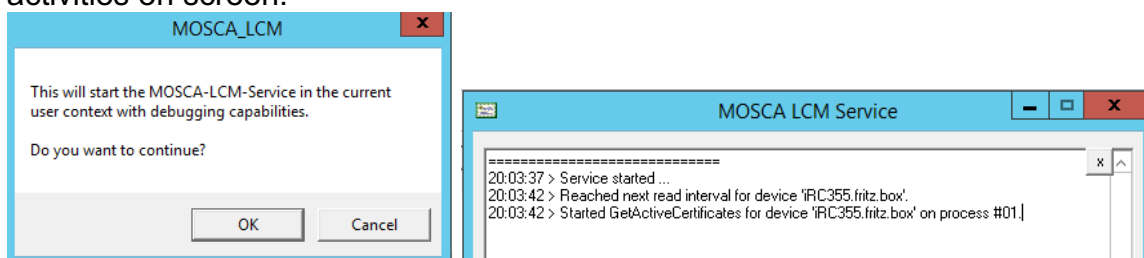 activities on screen.
MOSCA_LCM
x
This will start the MOSCA-LCM-Service in the current
user context with debugging capabilities.
Do you want to continue?
OK
Cancel
MOSCA LCM Service
x
x
==============================
20:03:37 > Service started ...
20:03:42 > Reached next read interval for device 'iRC355.fritz.box'.
20:03:42 > Started GetActiveCertificates for device 'iRC355.fritz.box' on process #01.